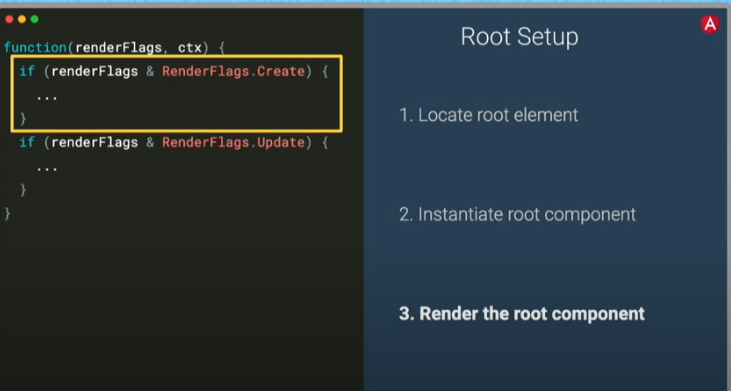 function(renderFlags, ctx) {
if (renderFlags & RenderFlags.Create) {
...
}
if (renderFlags & RenderFlags.Update) {
...
}
}
Root Setup
A
1. Locate root element
2. Instantiate root component
3. Render the root component